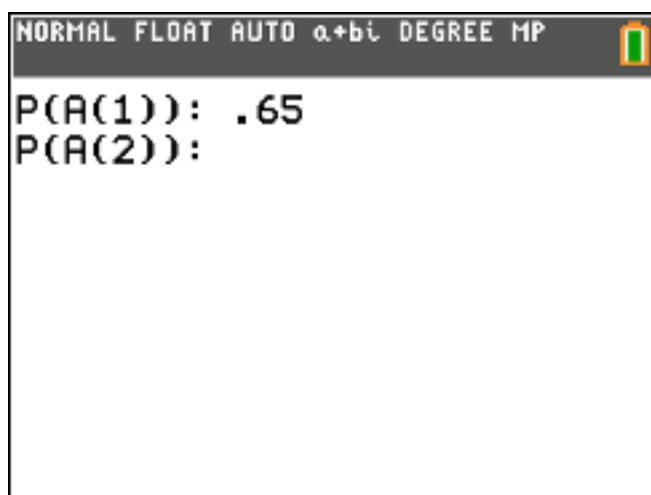 NORMAL FLOAT AUTO a+bi DEGREE MP
P(A(1)): .65
P(A(2)):